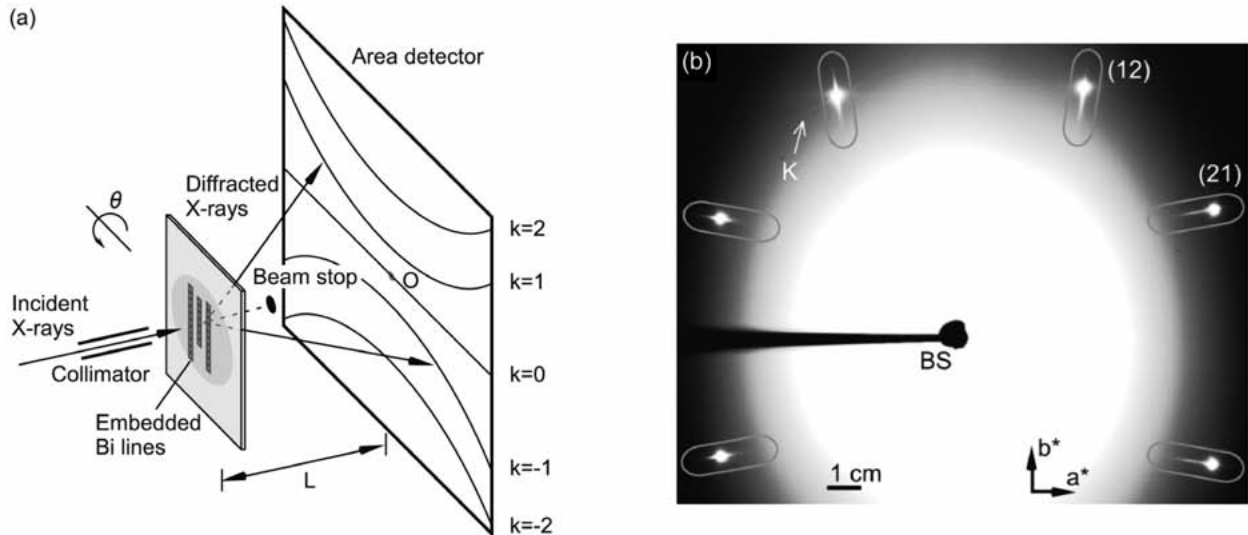 (a)
Area detector
Diffracted
X-rays
θ
k=2
Beam stop
O
k=1
Incident
X-rays
Collimator
k=0
Embedded
Bi lines
L
k=-1
k=-2
(b)
(12)
K
(21)
BS
b*
a*
1 cm